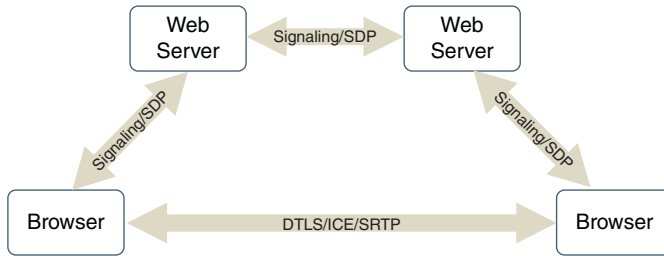 Web
Server
Signaling/SDP
Web
Server
Signaling/SDP
Signaling/SDP
Browser
DTLS/ICE/SRTP
Browser